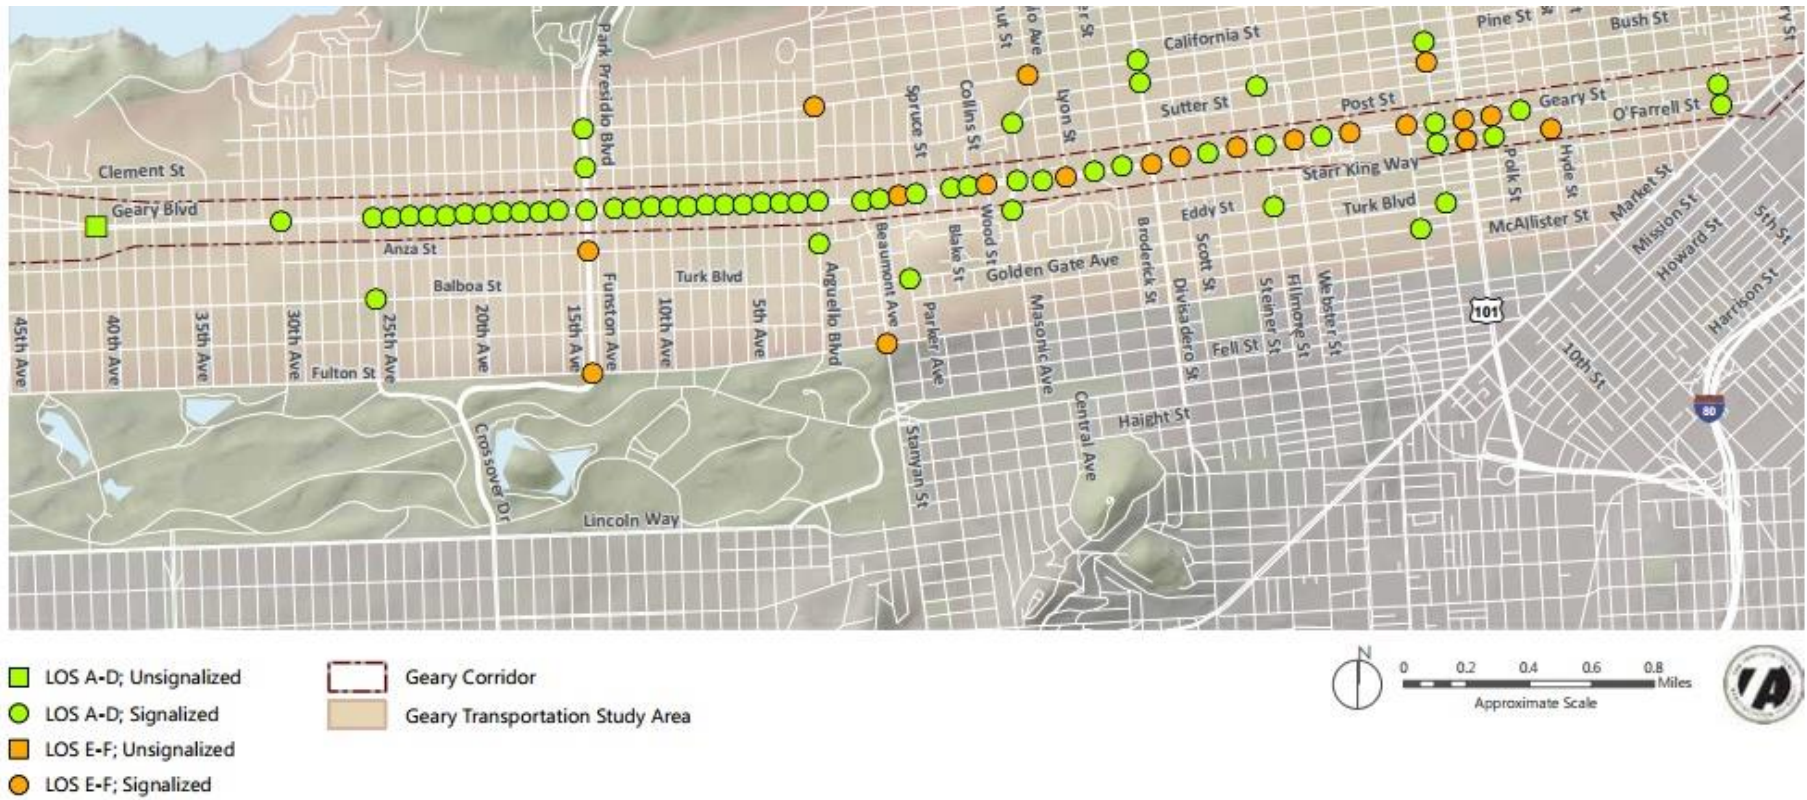 Pine St
Bush St
California St
Park Presidio Blvd
Spruce St
Collins St
Lyon St
Sutter St
Post St
Geary St
O'Farrell St
Clement St
Geary Blvd
Starr King Way
Polk St
Hyde St
Market St
Mission St
Howard St
5th St
Harrison St
Eddy St
Turk Blvd
McAllister St
Anza St
Balboa St
Turk Blvd
Golden Gate Ave
Beaumont Ave
Blake St
Wood St
Broderick St
Scott St
Divisadero St
Steiner St
Fillmore St
Webster St
101
45th Ave
40th Ave
35th Ave
30th Ave
25th Ave
20th Ave
15th Ave
Funston Ave
10th Ave
5th Ave
Arguello Blvd
Parker Ave
Masonic Ave
Fell St
10th St
Fulton St
Crossover Dr
Stanyan St
Central Ave
Haight St
80
Lincoln Way
LOS A-D; Unsignalized
LOS A-D; Signalized
LOS E-F; Unsignalized
LOS E-F; Signalized
Geary Corridor
Geary Transportation Study Area
N
0 0.2 0.4 0.6 0.8
Miles
Approximate Scale
TA